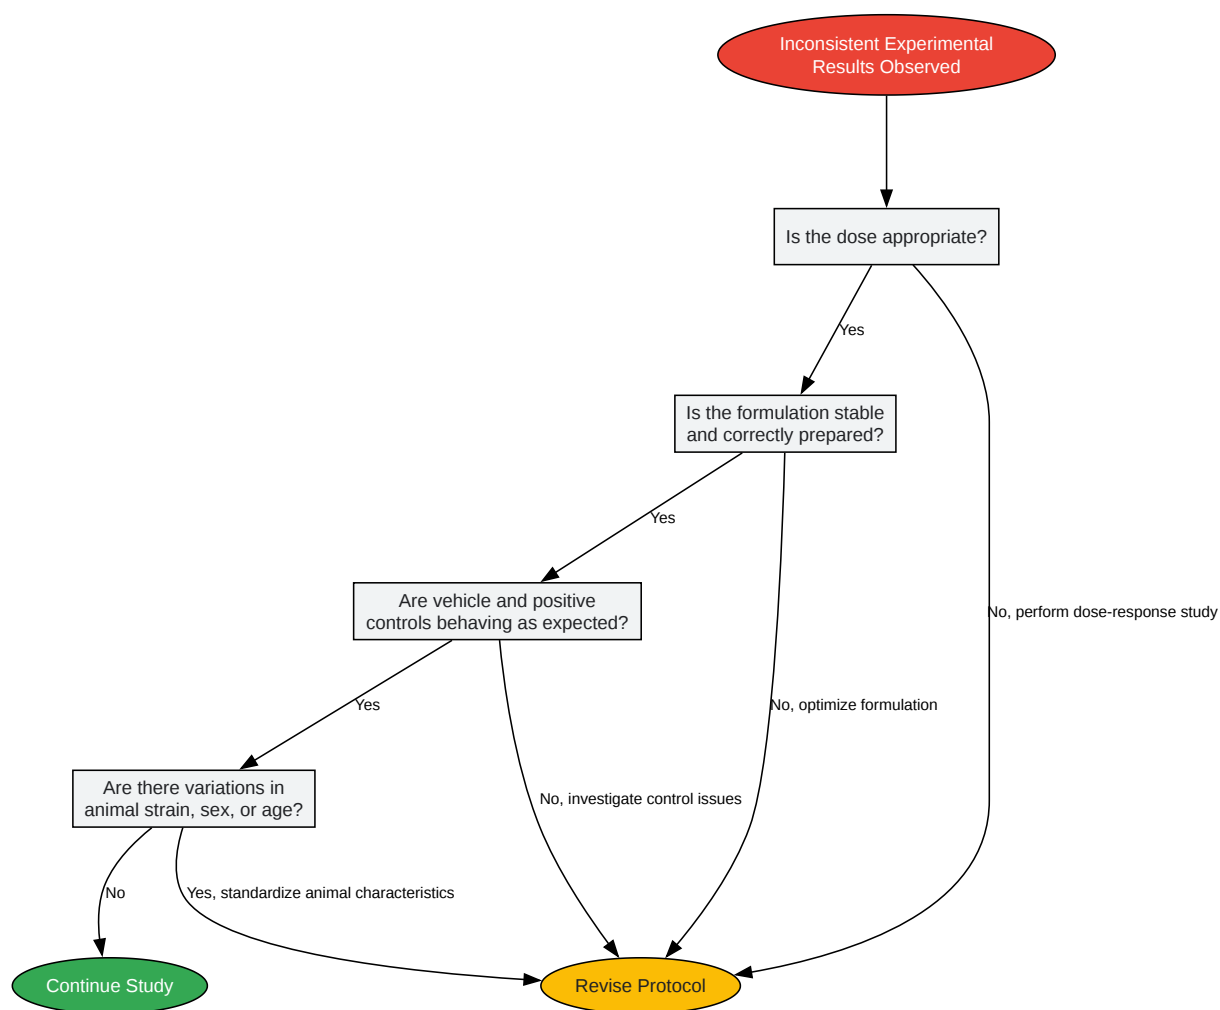 Inconsistent Experimental
Results Observed
Is the dose appropriate?
Yes
Is the formulation stable
and correctly prepared?
Yes
Are vehicle and positive
controls behaving as expected?
No, perform dose-response study
Yes
No, optimize formulation
Are there variations in
animal strain, sex, or age?
No, investigate control issues
No
Yes, standardize animal characteristics
Continue Study
Revise Protocol